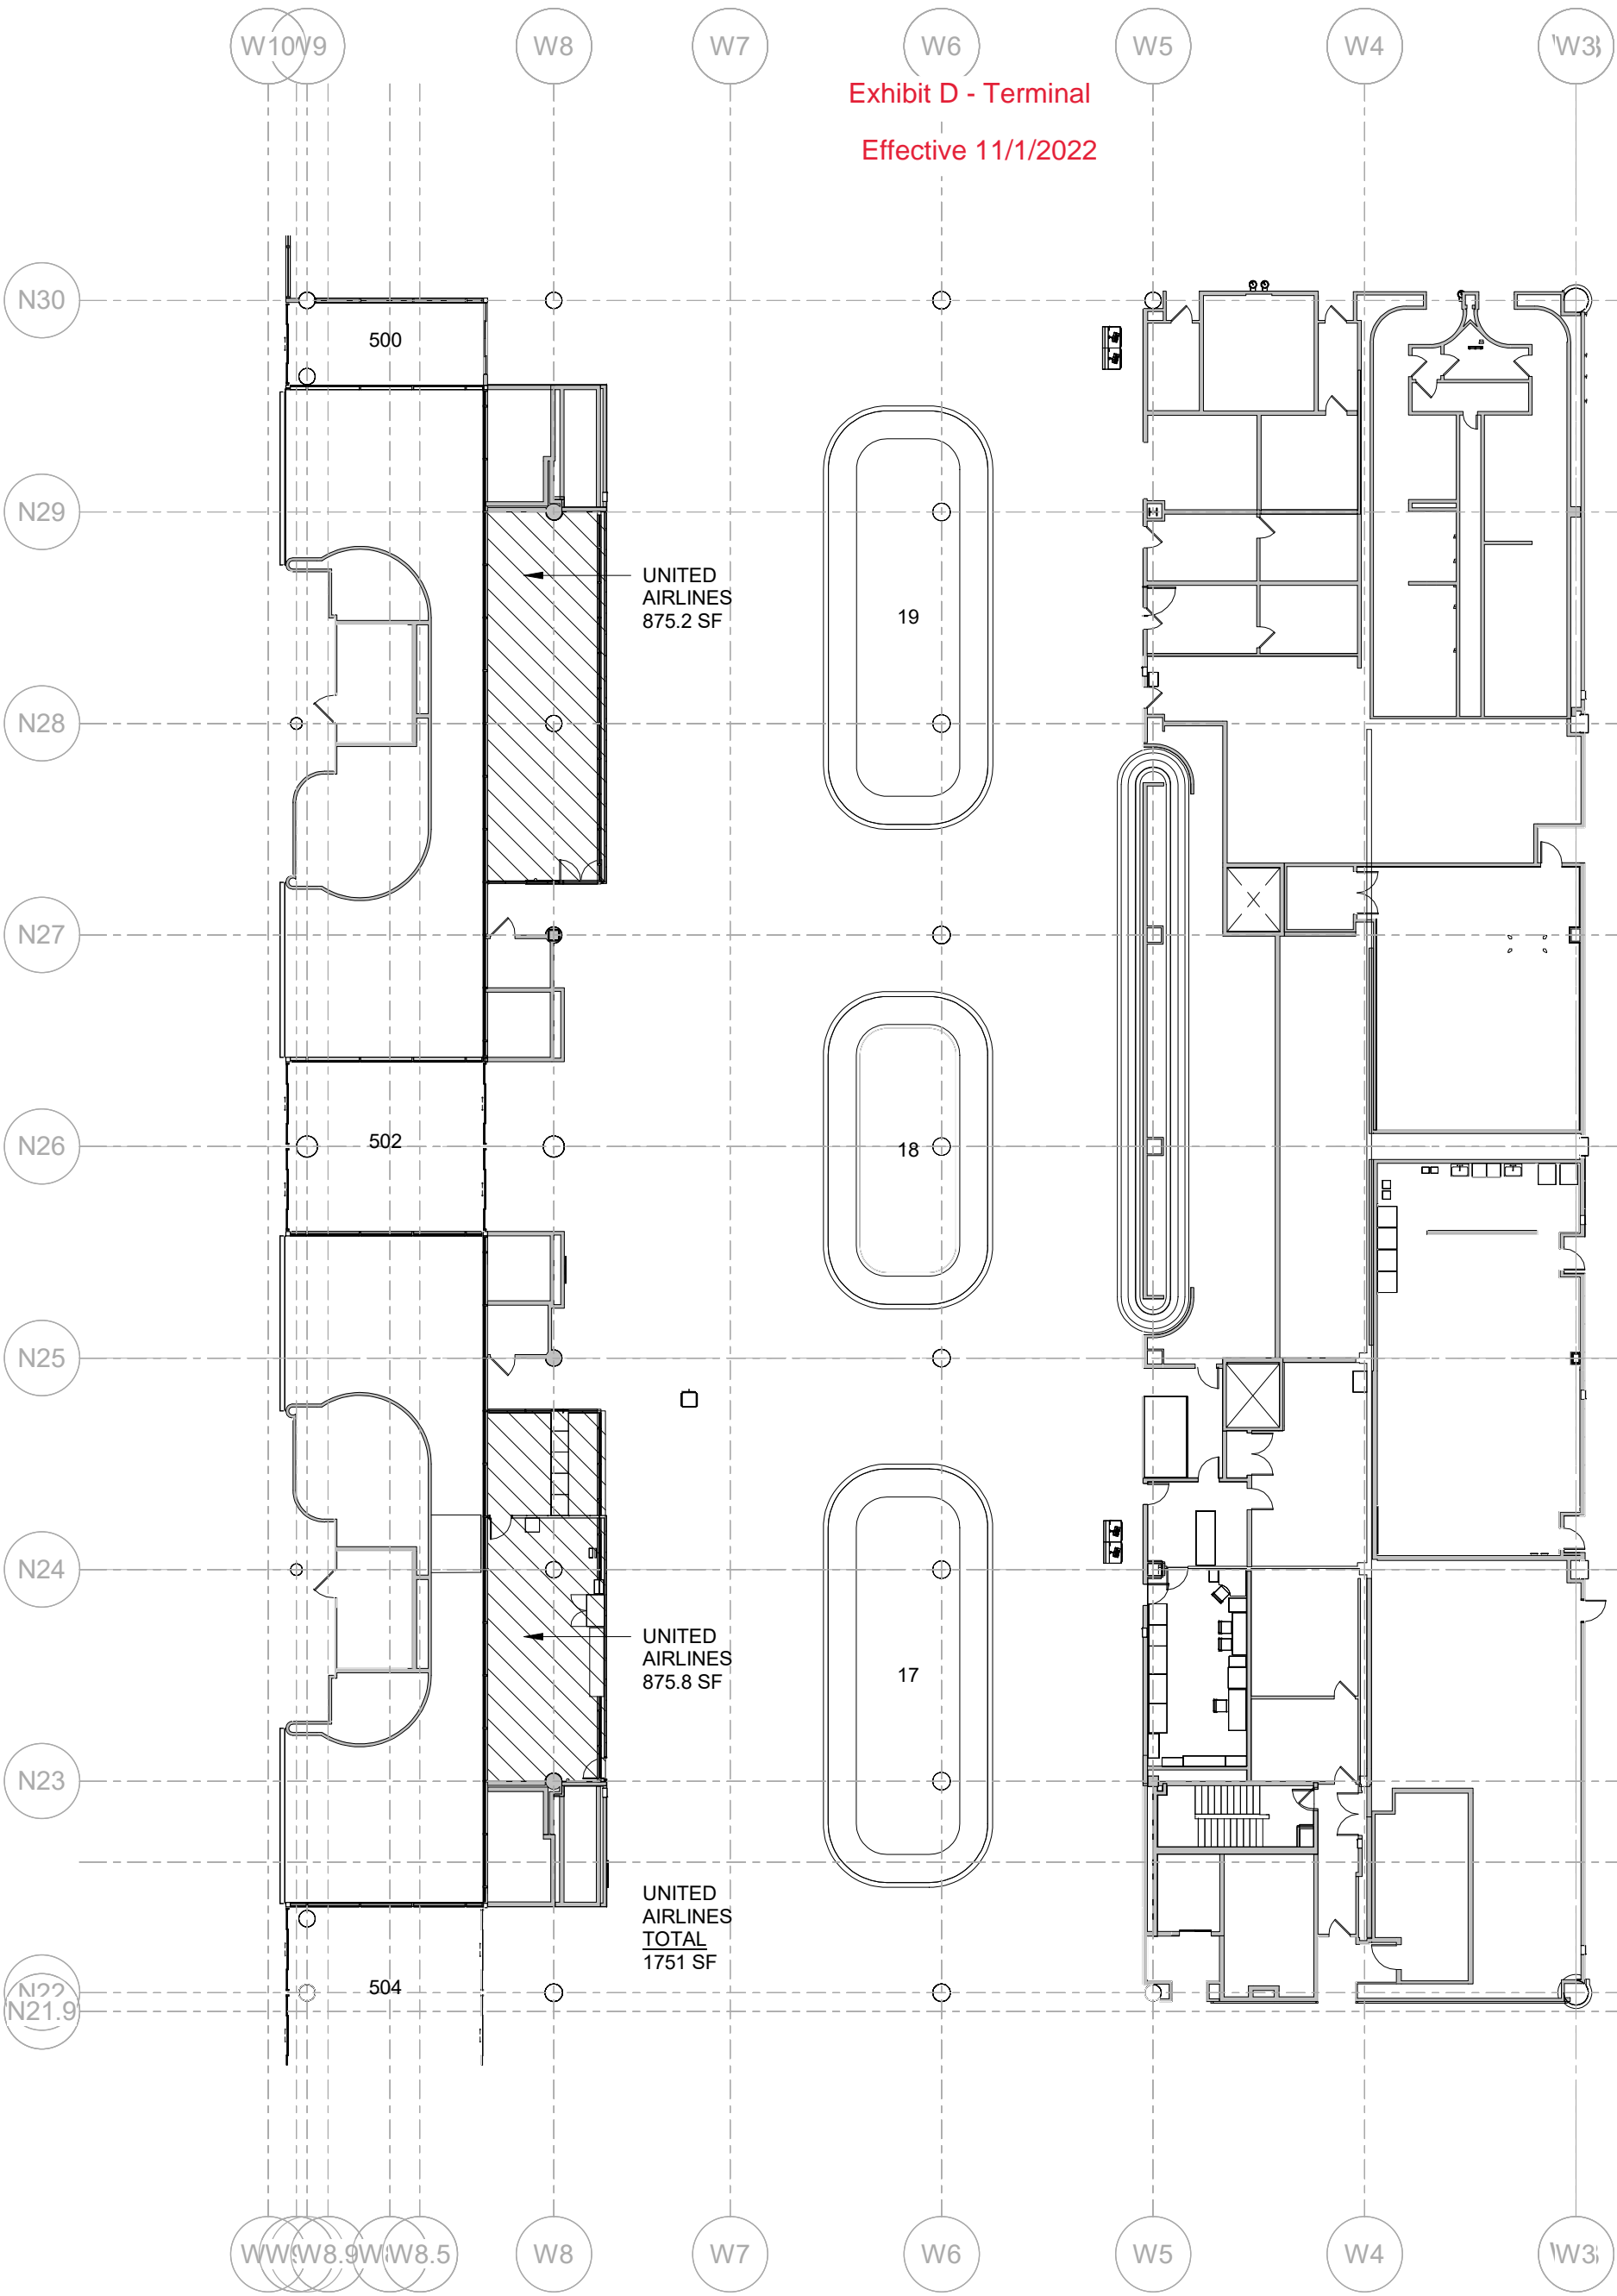 W10
W9
W8
W7
W6
W5
W4
W3
Exhibit D - Terminal
Effective 11/1/2022
N30
500
N29
UNITED
AIRLINES
875.2 SF
19
N28
N27
N26
502
18
N25
N24
UNITED
AIRLINES
875.8 SF
17
N23
UNITED
AIRLINES
TOTAL
1751 SF
N22
504
N21.9
W8.9
W8.5
W8
W7
W6
W5
W4
W3